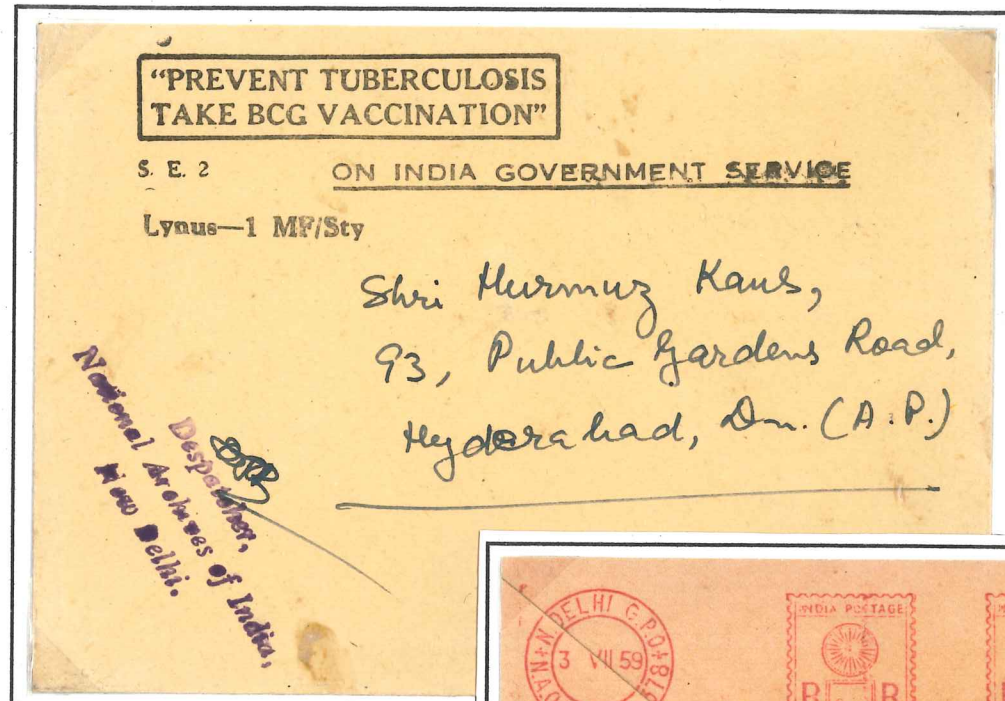 "PREVENT TUBERCULOSIS
TAKE BCG VACCINATION"
S. E. 2
ON INDIA GOVERNMENT SERVICE
Lynus—1 MF/Sty
Shri Hurmuz Kaus,
93, Public Gardens Road,
Hyderabad, Dn. (A.P.)
Despatcher,
National Archives of India,
New Delhi.
N. DELHI G.P.O.
3 VII 59
INDIA POSTAGE
R R